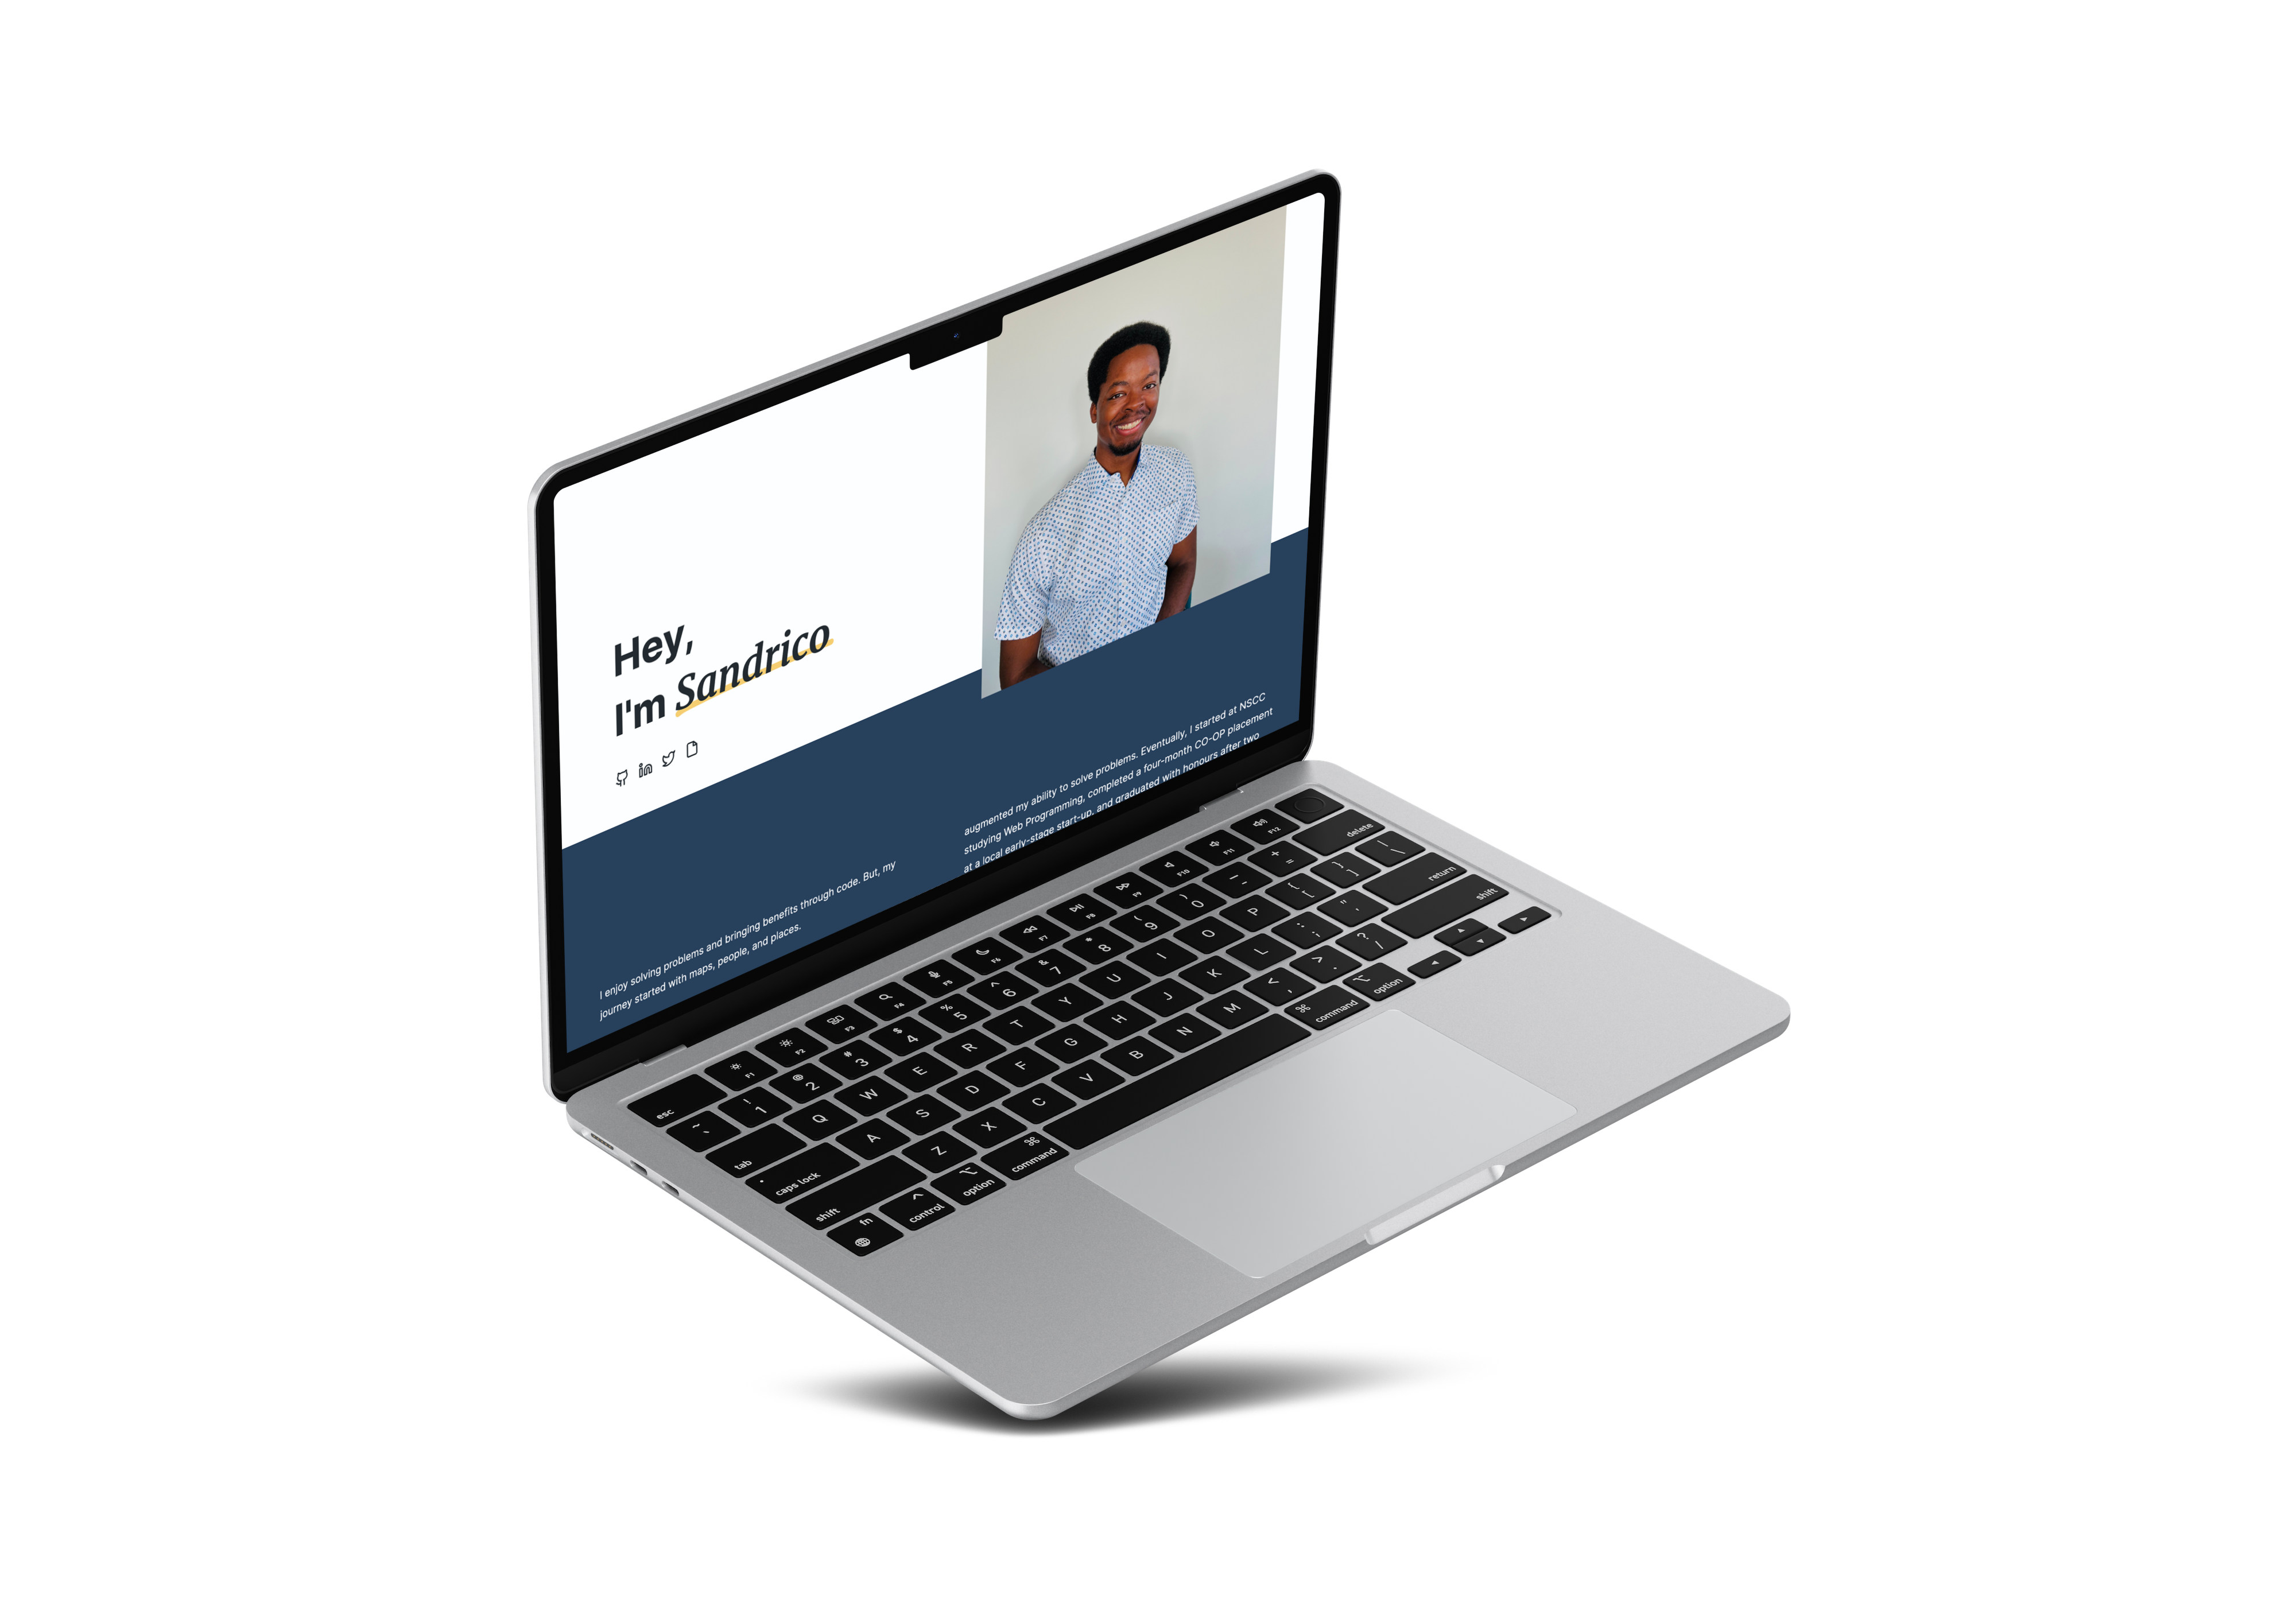 Hey,
I'm Sandrico
I enjoy solving problems and bringing benefits through code. But, my
journey started with maps, people, and places.
augmented my ability to solve problems. Eventually, I started at NSCC
studying Web Programming, completed a four-month CO-OP placement
at a local early-stage start-up, and graduated with honours after two
esc F1 F2 F3 F4 F5 F6 F7 F8 F9 F10 F11 F12
~ ` ! 1 @ 2 # 3 $ 4 % 5 ^ 6 & 7 * 8 ( 9 ) 0 _ - + = delete
tab Q W E R T Y U I O P { [ } ] | \
caps lock A S D F G H J K L : ; " ' return
shift Z X C V B N M < , > . ? / shift
fn control option command command option